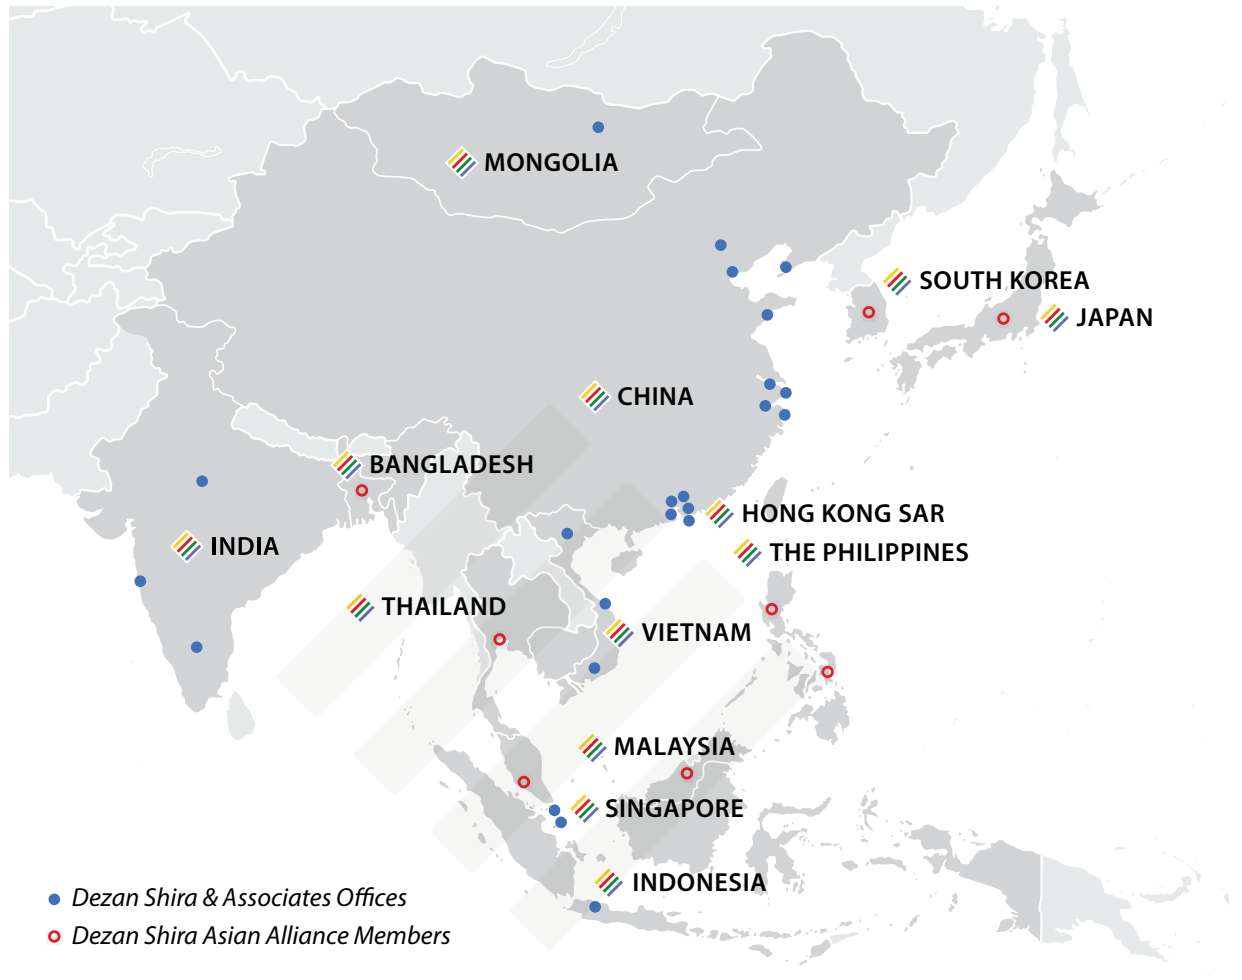 MONGOLIA
SOUTH KOREA
JAPAN
CHINA
BANGLADESH
HONG KONG SAR
INDIA
THE PHILIPPINES
THAILAND
VIETNAM
MALAYSIA
SINGAPORE
INDONESIA
Dezan Shira & Associates Offices
Dezan Shira Asian Alliance Members